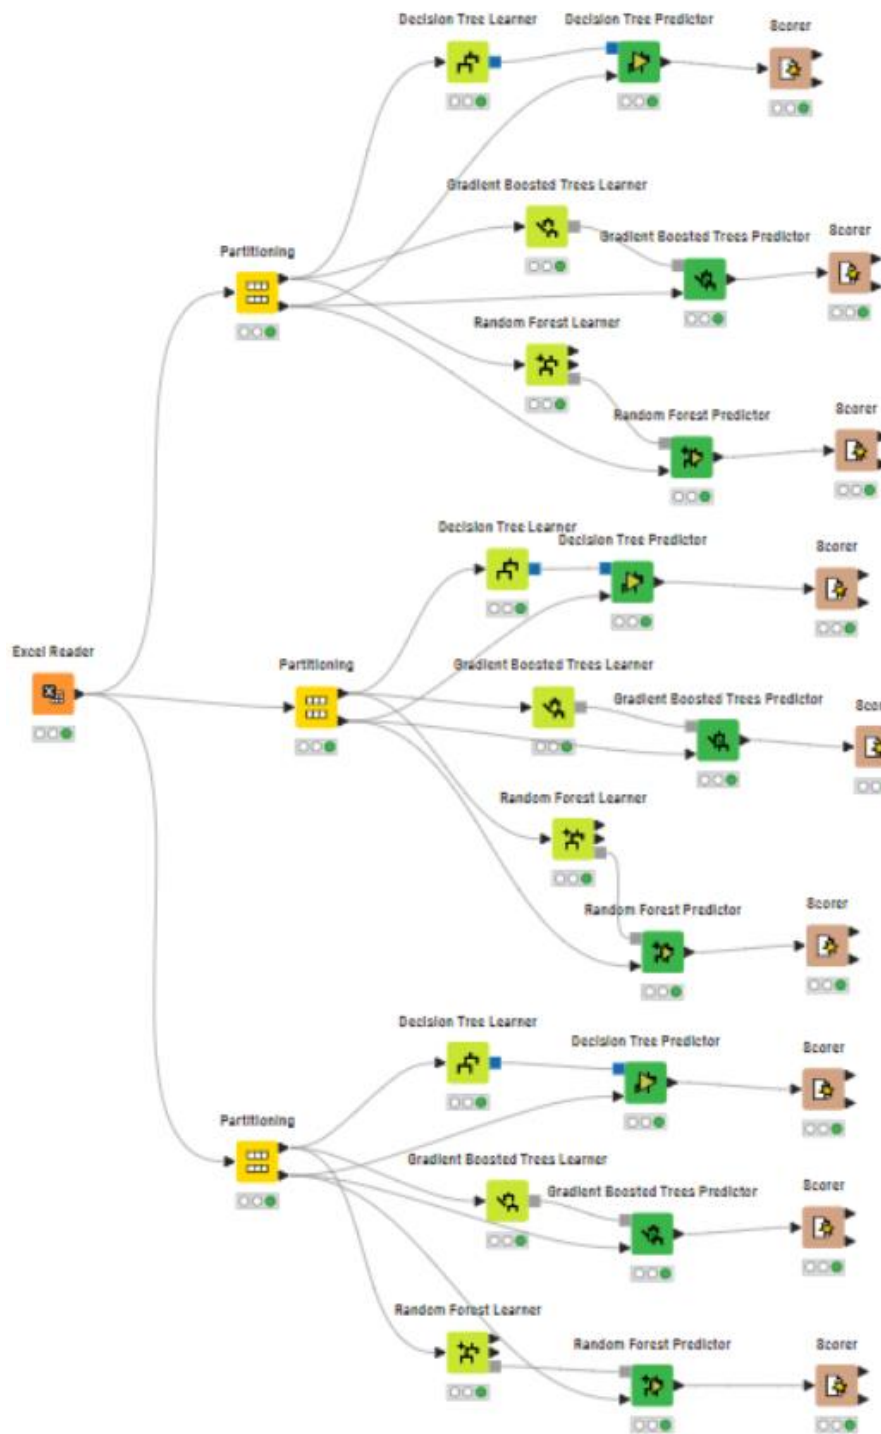 Decision Tree Learner
Decision Tree Predictor
Scorer
Gradient Boosted Trees Learner
Gradient Boosted Trees Predictor
Scorer
Partitioning
Random Forest Learner
Random Forest Predictor
Scorer
Decision Tree Learner
Decision Tree Predictor
Scorer
Excel Reader
Partitioning
Gradient Boosted Trees Learner
Gradient Boosted Trees Predictor
Sco
Random Forest Learner
Random Forest Predictor
Scorer
Decision Tree Learner
Decision Tree Predictor
Scorer
Partitioning
Gradient Boosted Trees Learner
Gradient Boosted Trees Predictor
Scorer
Random Forest Learner
Random Forest Predictor
Scorer